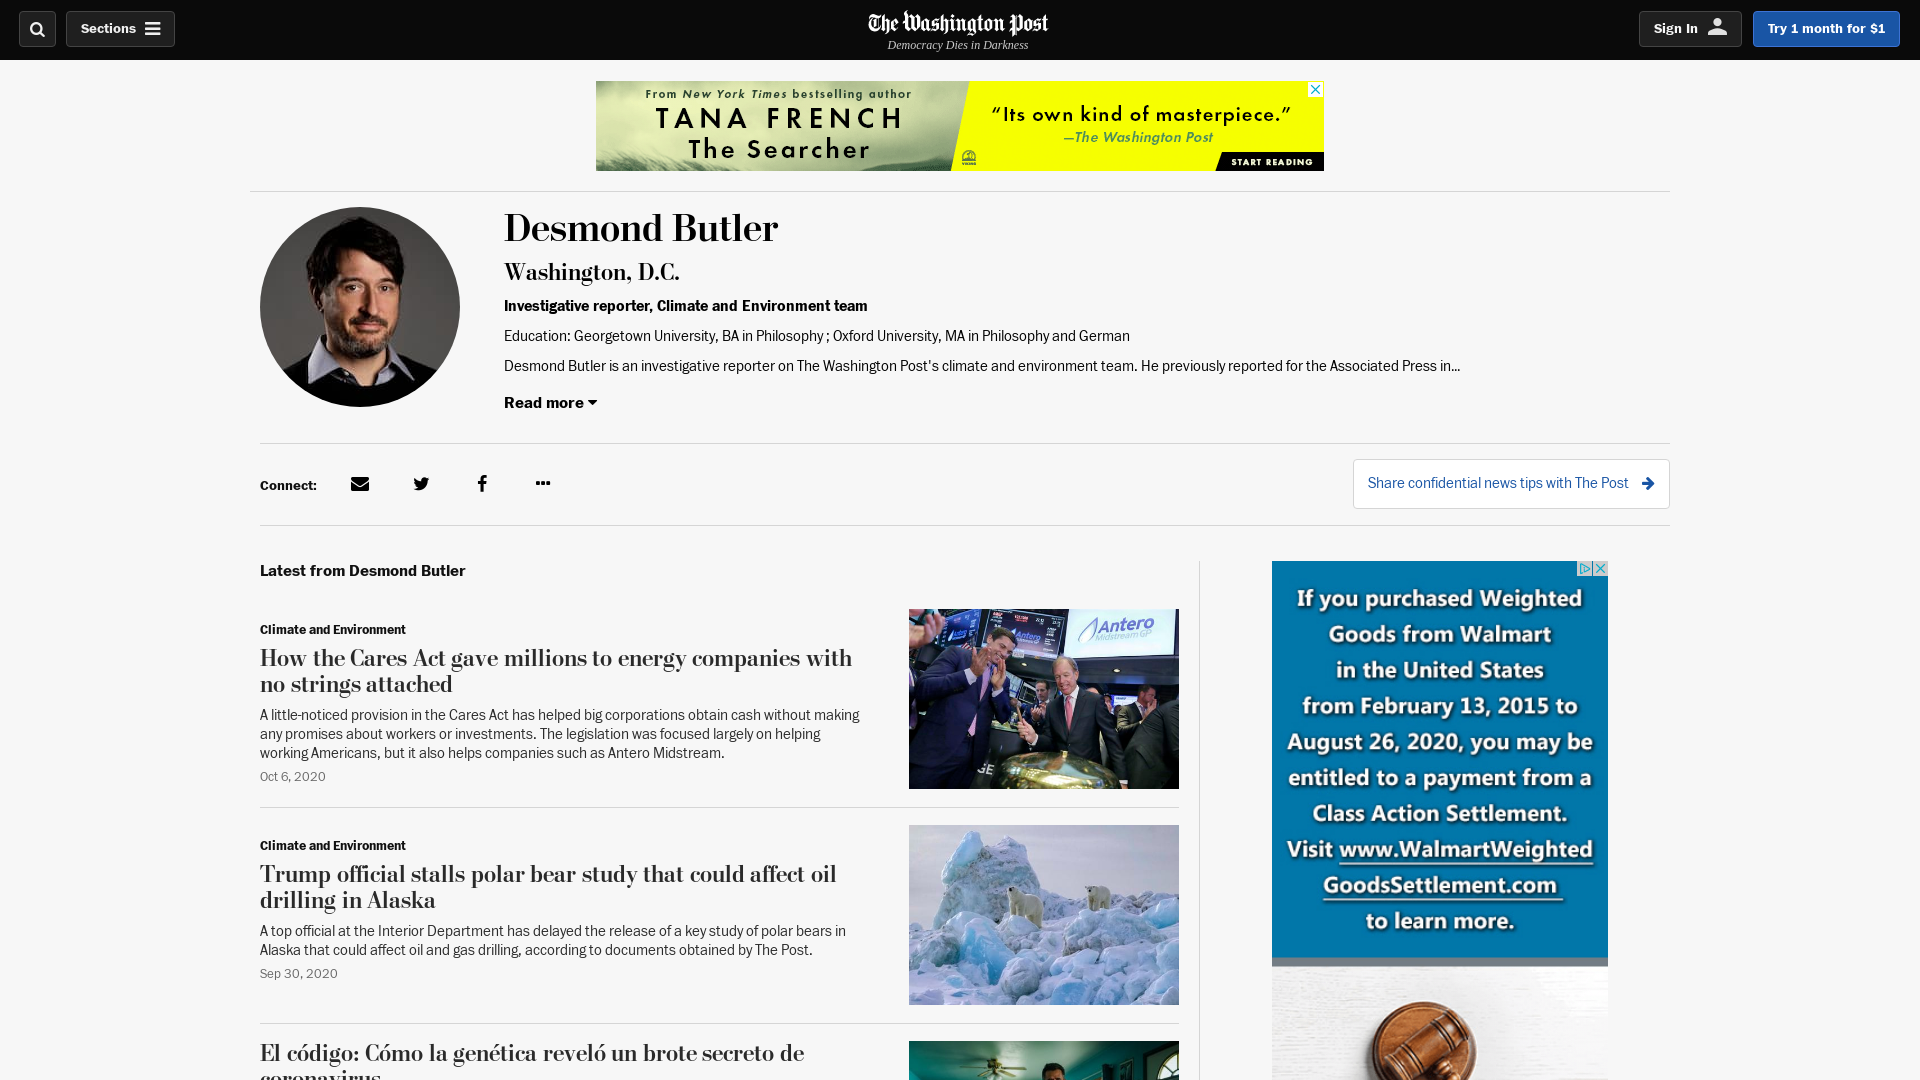 Sections
The Washington Post
Democracy Dies in Darkness
Sign In
Try 1 month for $1
From New York Times bestselling author
TANA FRENCH
The Searcher
“Its own kind of masterpiece.”
—The Washington Post
START READING
Desmond Butler
Washington, D.C.
Investigative reporter, Climate and Environment team
Education: Georgetown University, BA in Philosophy ; Oxford University, MA in Philosophy and German
Desmond Butler is an investigative reporter on The Washington Post's climate and environment team. He previously reported for the Associated Press in...
Read more
Connect:
Share confidential news tips with The Post
Latest from Desmond Butler
Climate and Environment
How the Cares Act gave millions to energy companies with
no strings attached
A little-noticed provision in the Cares Act has helped big corporations obtain cash without making
any promises about workers or investments. The legislation was focused largely on helping
working Americans, but it also helps companies such as Antero Midstream.
Oct 6, 2020
Antero
Midstream GP
Climate and Environment
Trump official stalls polar bear study that could affect oil
drilling in Alaska
A top official at the Interior Department has delayed the release of a key study of polar bears in
Alaska that could affect oil and gas drilling, according to documents obtained by The Post.
Sep 30, 2020
El código: Cómo la genética reveló un brote secreto de
coronavirus
If you purchased Weighted
Goods from Walmart
in the United States
from February 13, 2015 to
August 26, 2020, you may be
entitled to a payment from a
Class Action Settlement.
Visit www.WalmartWeighted
GoodsSettlement.com
to learn more.